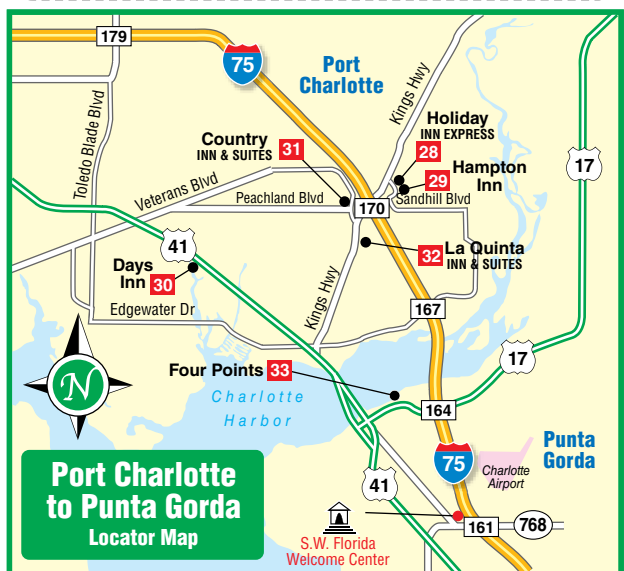 179
75
Port
Charlotte
Kings Hwy
Holiday
INN EXPRESS
28
Country
INN & SUITES 31
29 Hampton
Inn
17
Toledo Blade Blvd
Veterans Blvd
Peachland Blvd
170
Sandhill Blvd
41
32 La Quinta
INN & SUITES
Days
Inn 30
Kings Hwy
Edgewater Dr
167
17
N
Four Points 33
Charlotte
Harbor
164
Punta
Gorda
75
Charlotte
Airport
Port Charlotte
to Punta Gorda
Locator Map
41
S.W. Florida
Welcome Center
161
768